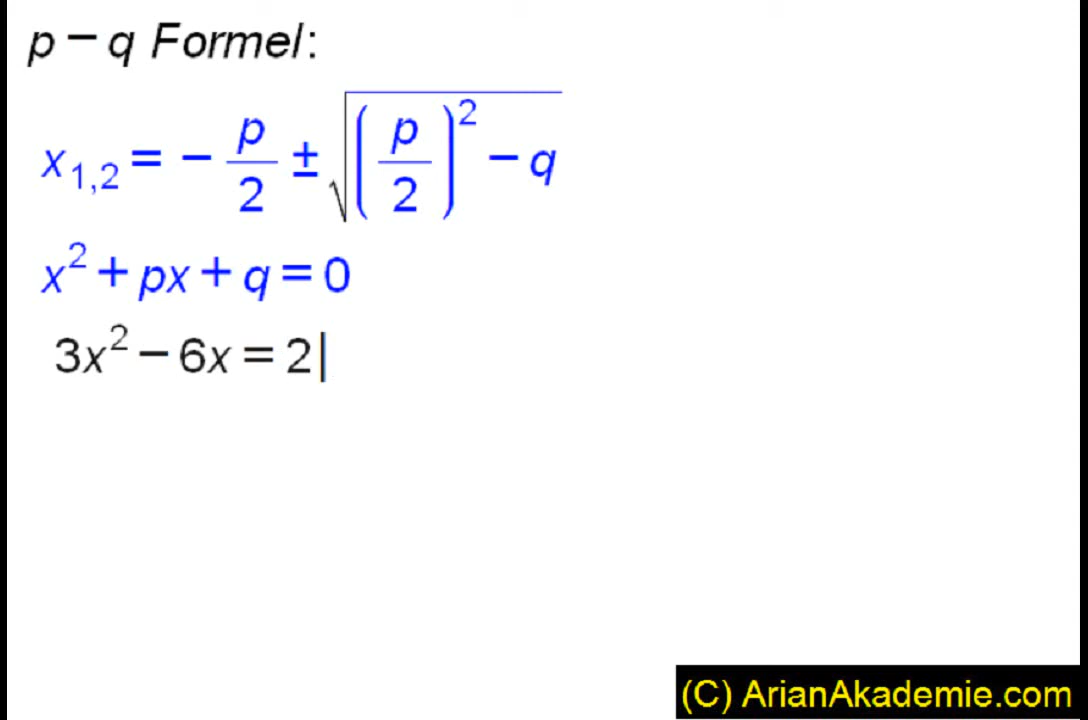 p − q Formel:
x₁,₂ = − p/2 ± √((p/2)² − q)
x² + px + q = 0
3x² − 6x = 2|
(C) ArianAkademie.com